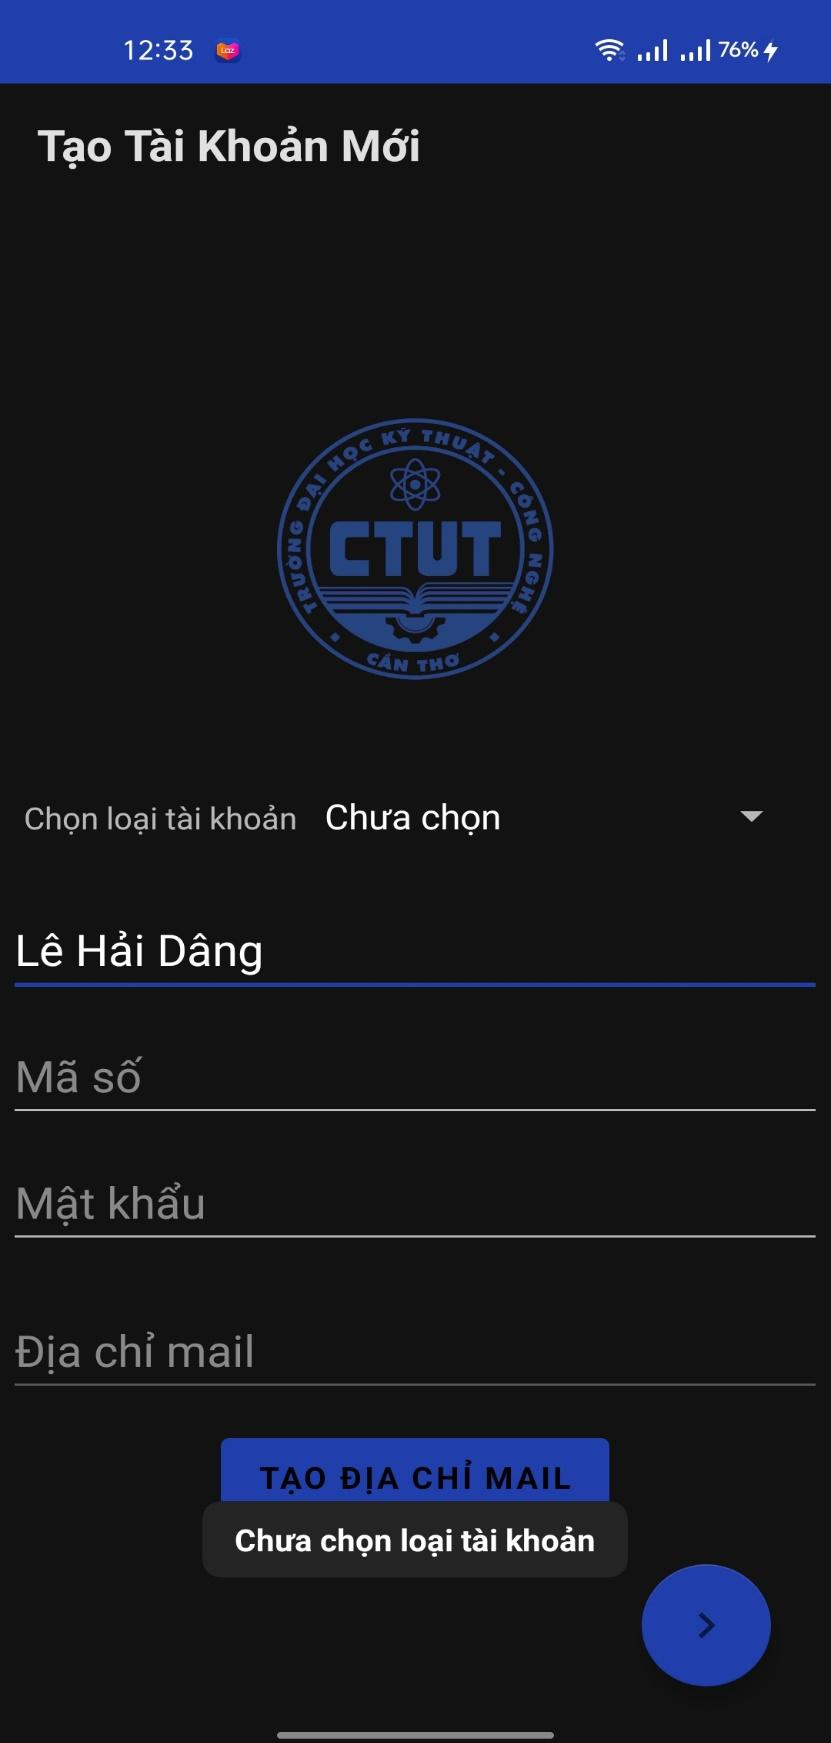 12:33
Laz
76%
Tạo Tài Khoản Mới
TRƯỜNG ĐẠI HỌC KỸ THUẬT - CÔNG NGHỆ
CTUT
CẦN THƠ
Chọn loại tài khoản Chưa chọn
Lê Hải Dâng
Mã số
Mật khẩu
Địa chỉ mail
TẠO ĐỊA CHỈ MAIL
Chưa chọn loại tài khoản